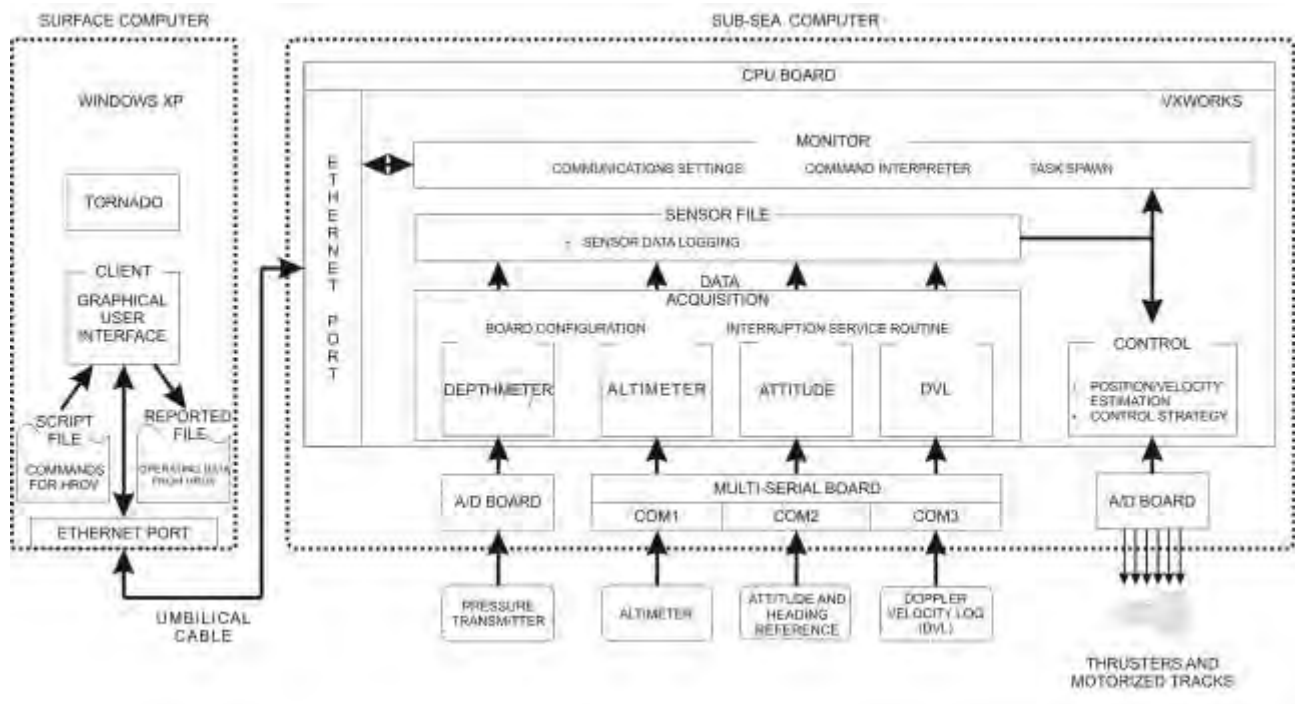 SURFACE COMPUTER
SUB-SEA COMPUTER
CPU BOARD
WINDOWS XP
VXWORKS
MONITOR
COMMUNICATIONS SETTINGS
COMMAND INTERPRETER
TASK SPAWN
ETHERNET PORT
TORNADO
SENSOR FILE
SENSOR DATA LOGGING
CLIENT
GRAPHICAL
USER
INTERFACE
DATA
ACQUISITION
BOARD CONFIGURATION
INTERRUPTION SERVICE ROUTINE
DEPTHMETER
ALTIMETER
ATTITUDE
DVL
CONTROL
POSITION/VELOCITY
ESTIMATION
CONTROL STRATEGY
SCRIPT
FILE
COMMANDS
FOR HROV
REPORTED
FILE
OPERATING DATA
FROM HROV
ETHERNET PORT
A/D BOARD
MULTI-SERIAL BOARD
COM1
COM2
COM3
A/D BOARD
UMBILICAL
CABLE
PRESSURE
TRANSMITTER
ALTIMETER
ATTITUDE AND
HEADING
REFERENCE
DOPPLER
VELOCITY LOG
(DVL)
THRUSTERS AND
MOTORIZED TRACKS